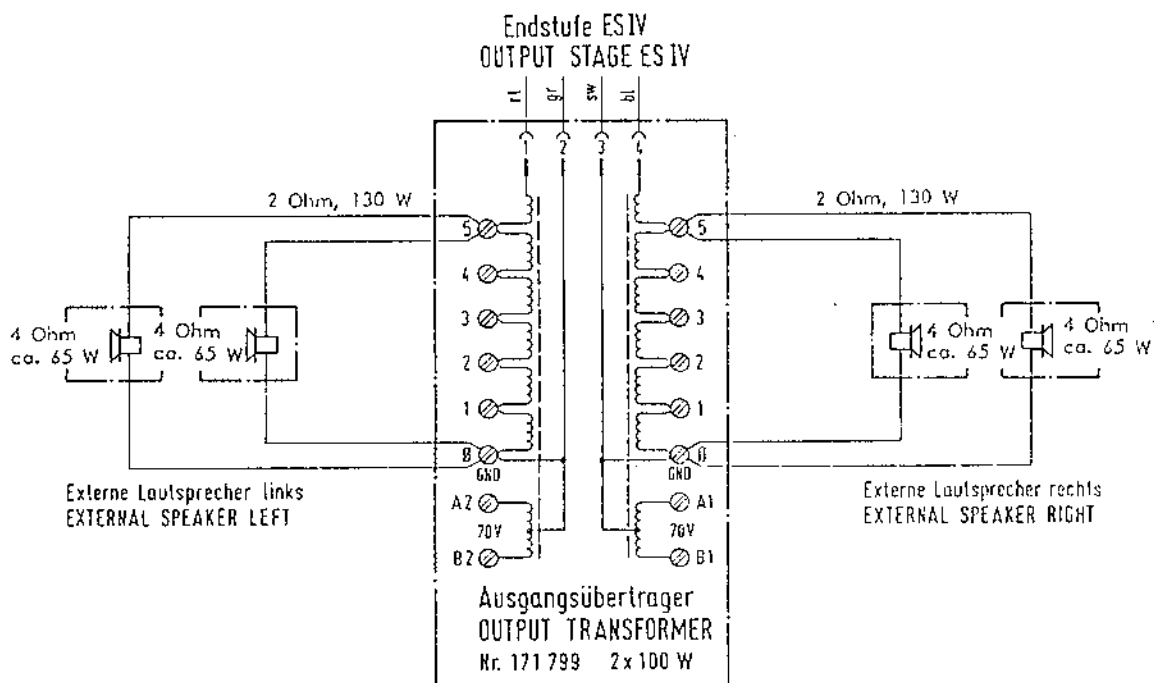 Endstufe ES IV
OUTPUT STAGE ES IV
rt
gr
sw
bl
1
2
3
4
2 Ohm, 130 W
2 Ohm, 130 W
5
5
4
4
3
3
4 Ohm
ca. 65 W
4 Ohm
ca. 65 W
4 Ohm
ca. 65 W
4 Ohm
ca. 65 W
2
2
1
1
0
0
GND
GND
Externe Lautsprecher links
EXTERNAL SPEAKER LEFT
Externe Lautsprecher rechts
EXTERNAL SPEAKER RIGHT
A2
A1
70V
70V
B2
B1
Ausgangsübertrager
OUTPUT TRANSFORMER
Nr. 171 799 2 x 100 W